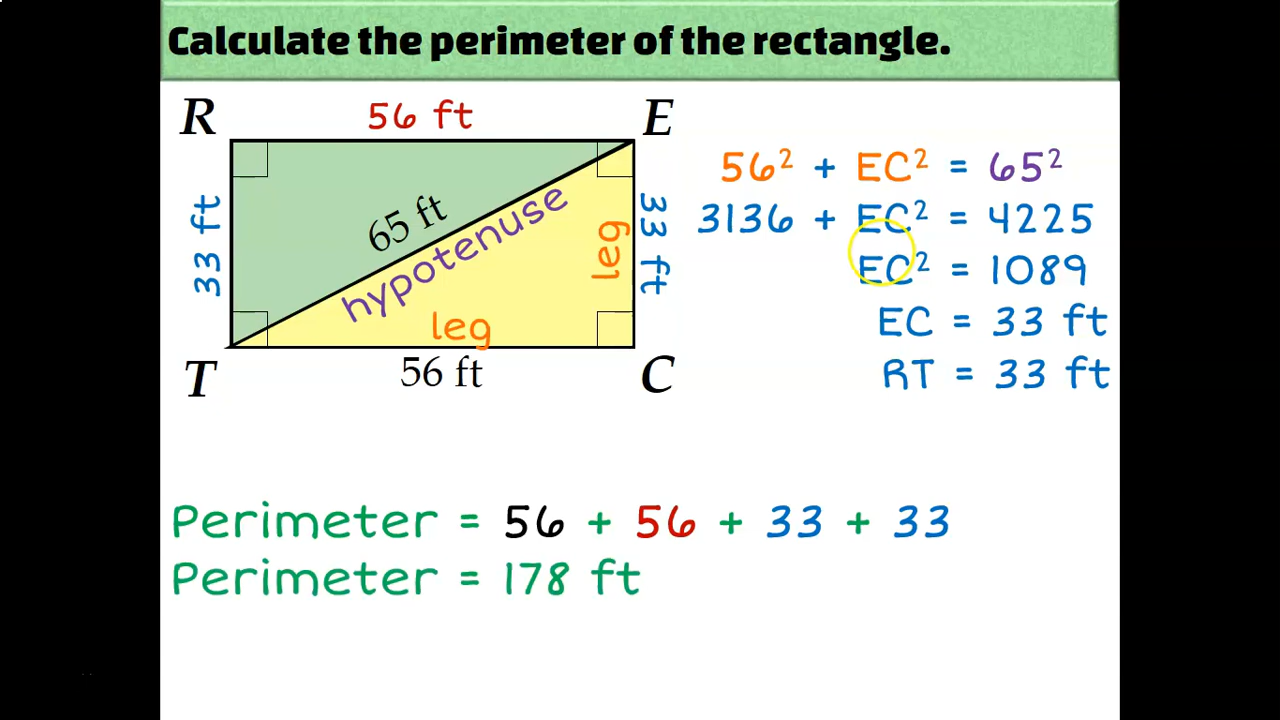 Calculate the perimeter of the rectangle.
R
56 ft
E
33 ft
65 ft
hypotenuse
leg
33 ft
leg
T
56 ft
C
56² + EC² = 65²
3136 + EC² = 4225
EC² = 1089
EC = 33 ft
RT = 33 ft
Perimeter = 56 + 56 + 33 + 33
Perimeter = 178 ft